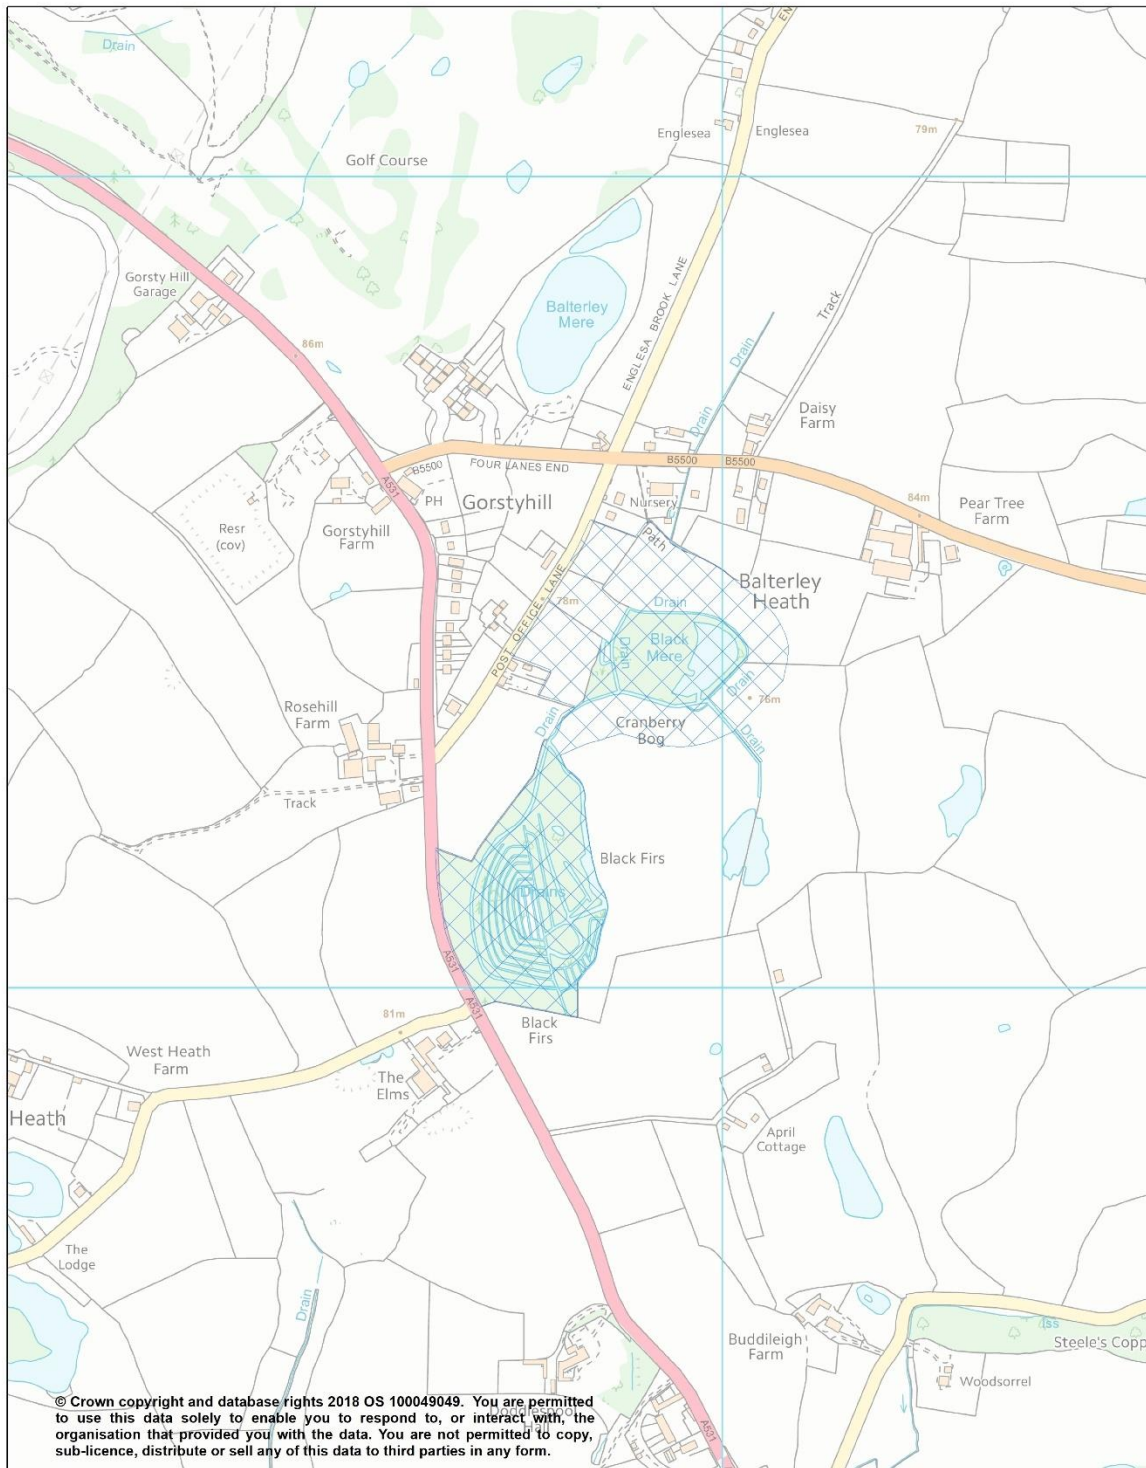 Drain
Golf Course
Englesea
Englesea
79m
EN
Gorsty Hill
Garage
Balterley
Mere
ENGLESA BROOK LANE
Track
86m
Drain
Drain
Daisy
Farm
B5500
FOUR LANES END
B5500
B5500
A531
PH
Gorstyhill
Nursery
84m
Pear Tree
Farm
Resr
(cov)
Gorstyhill
Farm
Path
Balterley
Heath
78m
POST OFFICE LANE
Drain
Black
Mere
Drain
Drain
76m
Rosehill
Farm
Drain
Cranberry
Bog
Drain
Track
Black Firs
Drains
A531
A531
81m
Black
Firs
West Heath
Farm
The
Elms
Heath
April
Cottage
The
Lodge
Drain
Buddileigh
Farm
Iss
Steele's Copp
Woodsorrel
Doddlespool
Hall
A531
© Crown copyright and database rights 2018 OS 100049049. You are permitted
to use this data solely to enable you to respond to, or interact with, the
organisation that provided you with the data. You are not permitted to copy,
sub-licence, distribute or sell any of this data to third parties in any form.